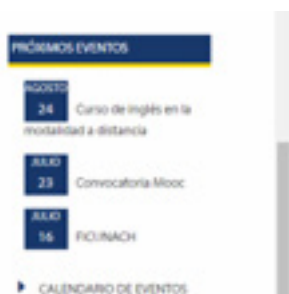 PRÓXIMOS EVENTOS
AGOSTO
24 Curso de inglés en la
modalidad a distancia
JULIO
23 Convocatoria Mooc
JULIO
16 FICI.INACH
CALENDARIO DE EVENTOS